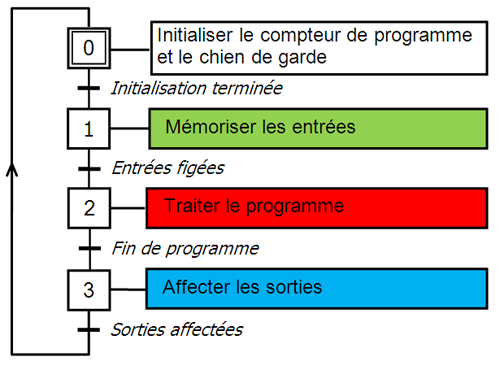 0
Initialiser le compteur de programme
et le chien de garde
Initialisation terminée
1
Mémoriser les entrées
Entrées figées
2
Traiter le programme
Fin de programme
3
Affecter les sorties
Sorties affectées